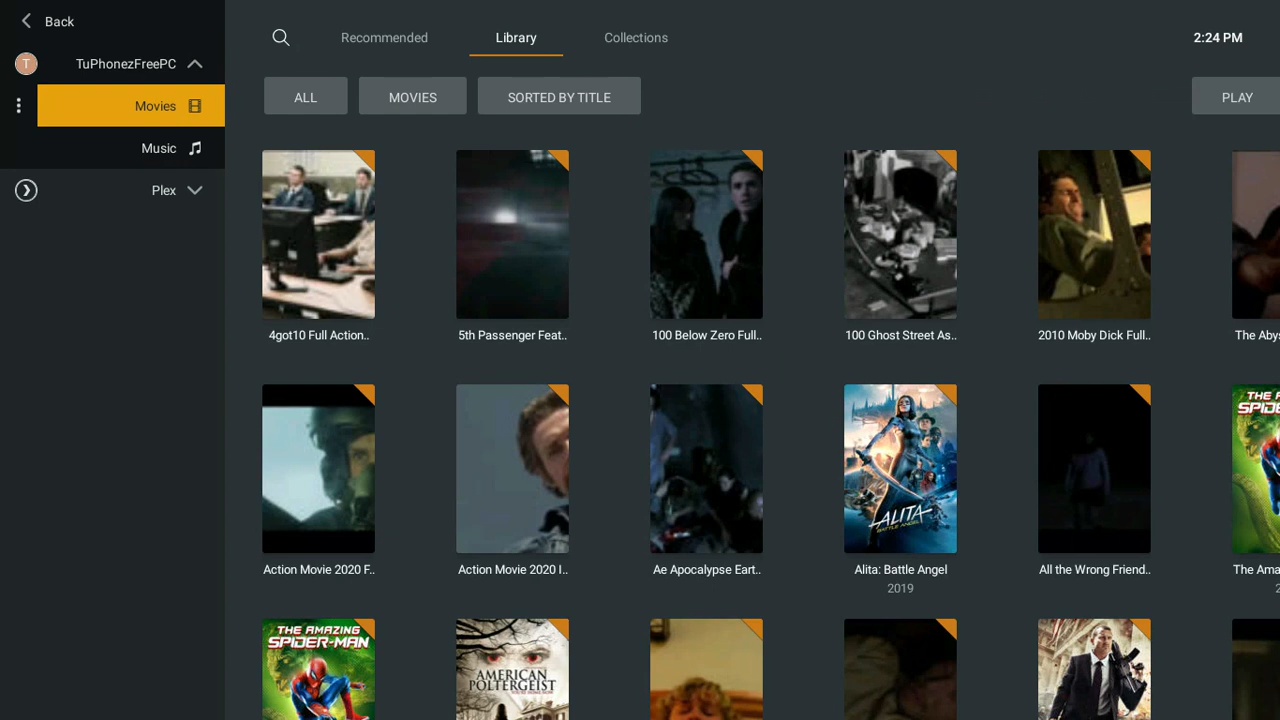 Back
TuPhonezFreePC
Movies
Music
Plex
Recommended
Library
Collections
2:24 PM
ALL
MOVIES
SORTED BY TITLE
PLAY
4got10 Full Action..
5th Passenger Feat..
100 Below Zero Full..
100 Ghost Street As..
2010 Moby Dick Full..
The Abys
ALITA
BATTLE ANGEL
THE A
Action Movie 2020 F..
Action Movie 2020 I..
Ae Apocalypse Eart..
Alita: Battle Angel
2019
All the Wrong Friend..
The Ama
2
THE AMAZING
SPIDER-MAN
AMERICAN
POLTERGEIST
T